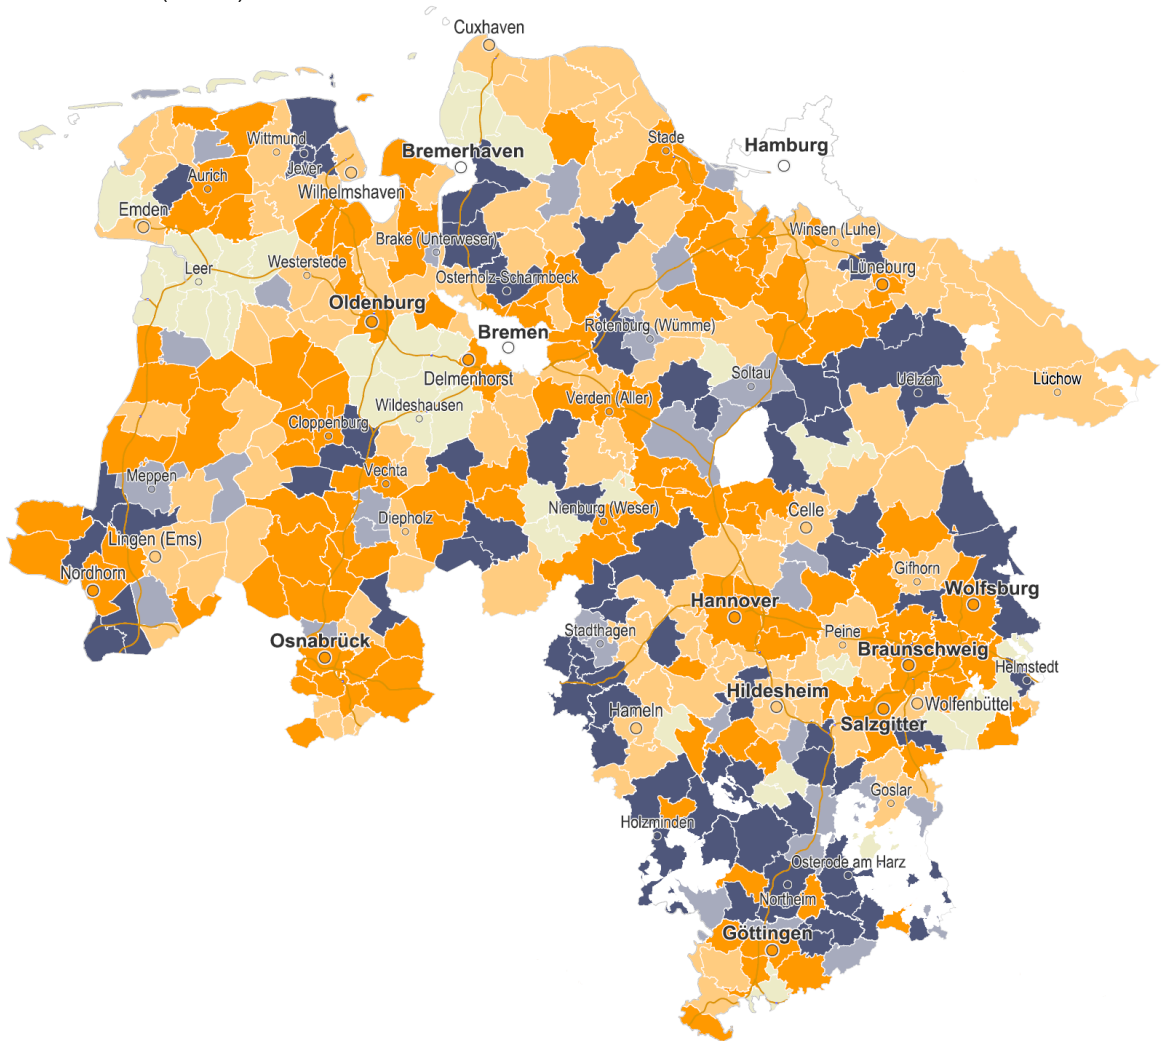 Cuxhaven
Stade
Hamburg
Wittmund
Bremerhaven
Jever
Aurich
Wilhelmshaven
Emden
Winsen (Luhe)
Brake (Unterweser)
Leer
Westerstede
Lüneburg
Osterholz-Scharmbeck
Oldenburg
Rotenburg (Wümme)
Bremen
Soltau
Delmenhorst
Uelzen
Lüchow
Verden (Aller)
Wildeshausen
Cloppenburg
Vechta
Meppen
Nienburg (Weser)
Celle
Diepholz
Lingen (Ems)
Gifhorn
Nordhorn
Wolfsburg
Hannover
Stadthagen
Peine
Osnabrück
Braunschweig
Helmstedt
Hildesheim
Wolfenbüttel
Hameln
Salzgitter
Goslar
Holzminden
Osterode am Harz
Northeim
Göttingen